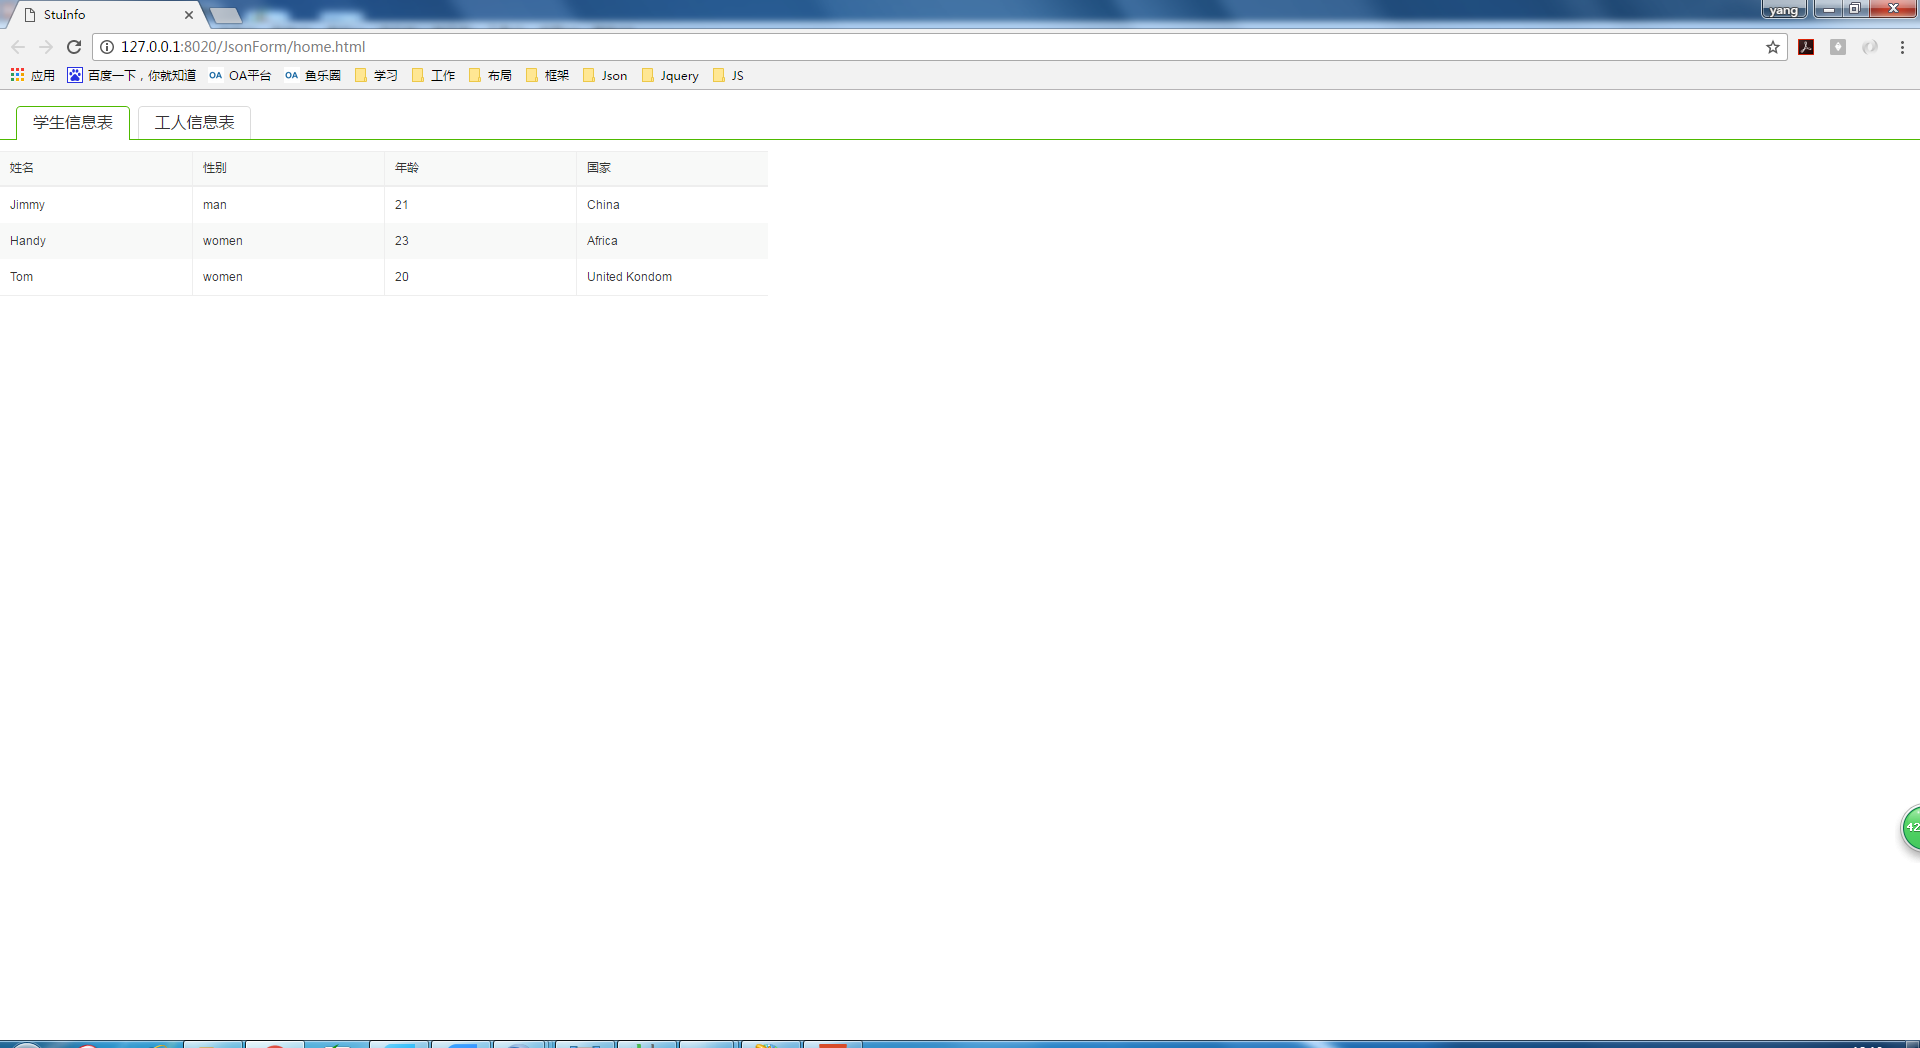 StuInfo
yang
127.0.0.1:8020/JsonForm/home.html
应用 百度一下，你就知道 OA OA平台 OA 鱼乐圈 学习 工作 布局 框架 Json Jquery JS
学生信息表 工人信息表
姓名 性别 年龄 国家
Jimmy man 21 China
Handy women 23 Africa
Tom women 20 United Kondom
42